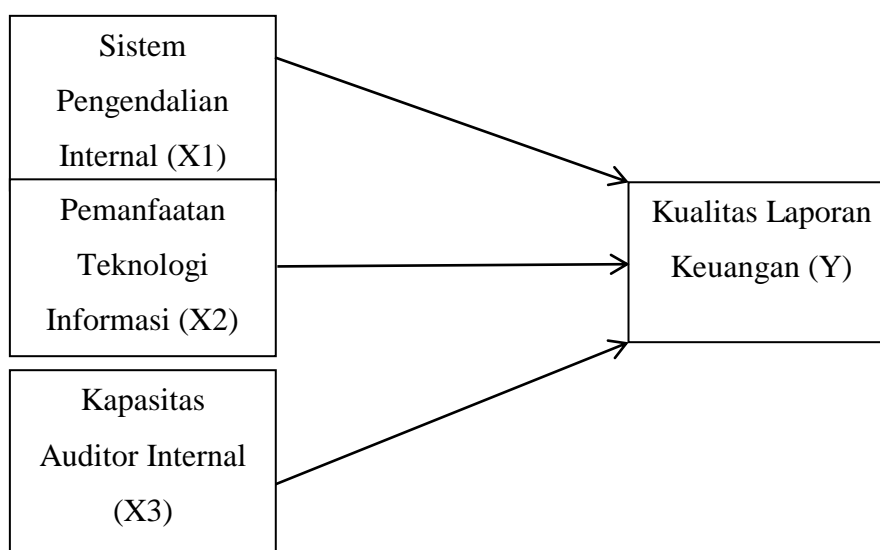 Sistem
Pengendalian
Internal (X1)
Pemanfaatan
Teknologi
Informasi (X2)
Kapasitas
Auditor Internal
(X3)
Kualitas Laporan
Keuangan (Y)